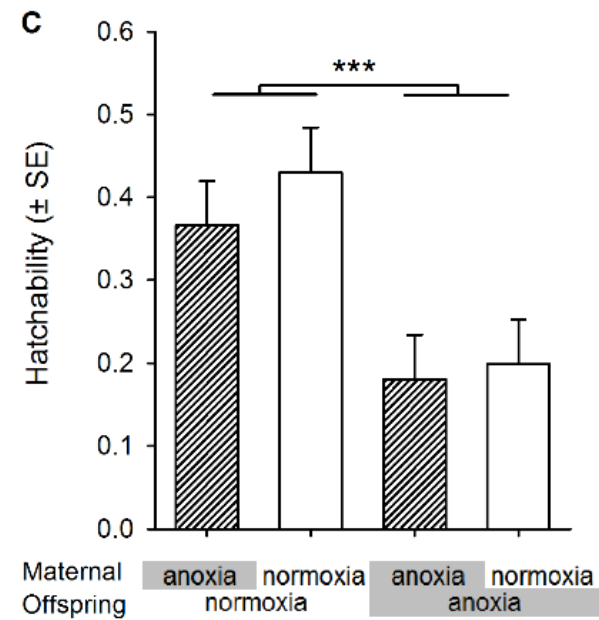 C
0.6
***
0.5
0.4
0.3
0.2
0.1
0.0
Hatchability (± SE)
Maternal anoxia normoxia anoxia normoxia
Offspring normoxia anoxia